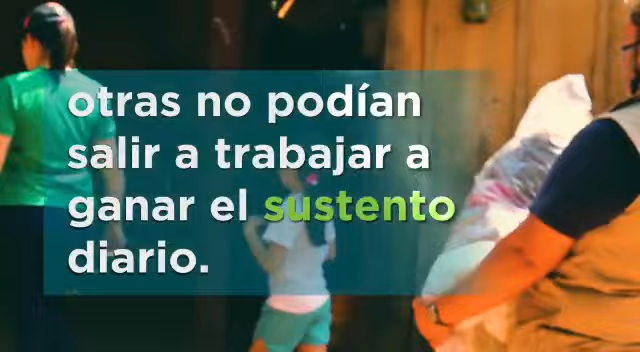 otras no podían
salir a trabajar a
ganar el sustento
diario.